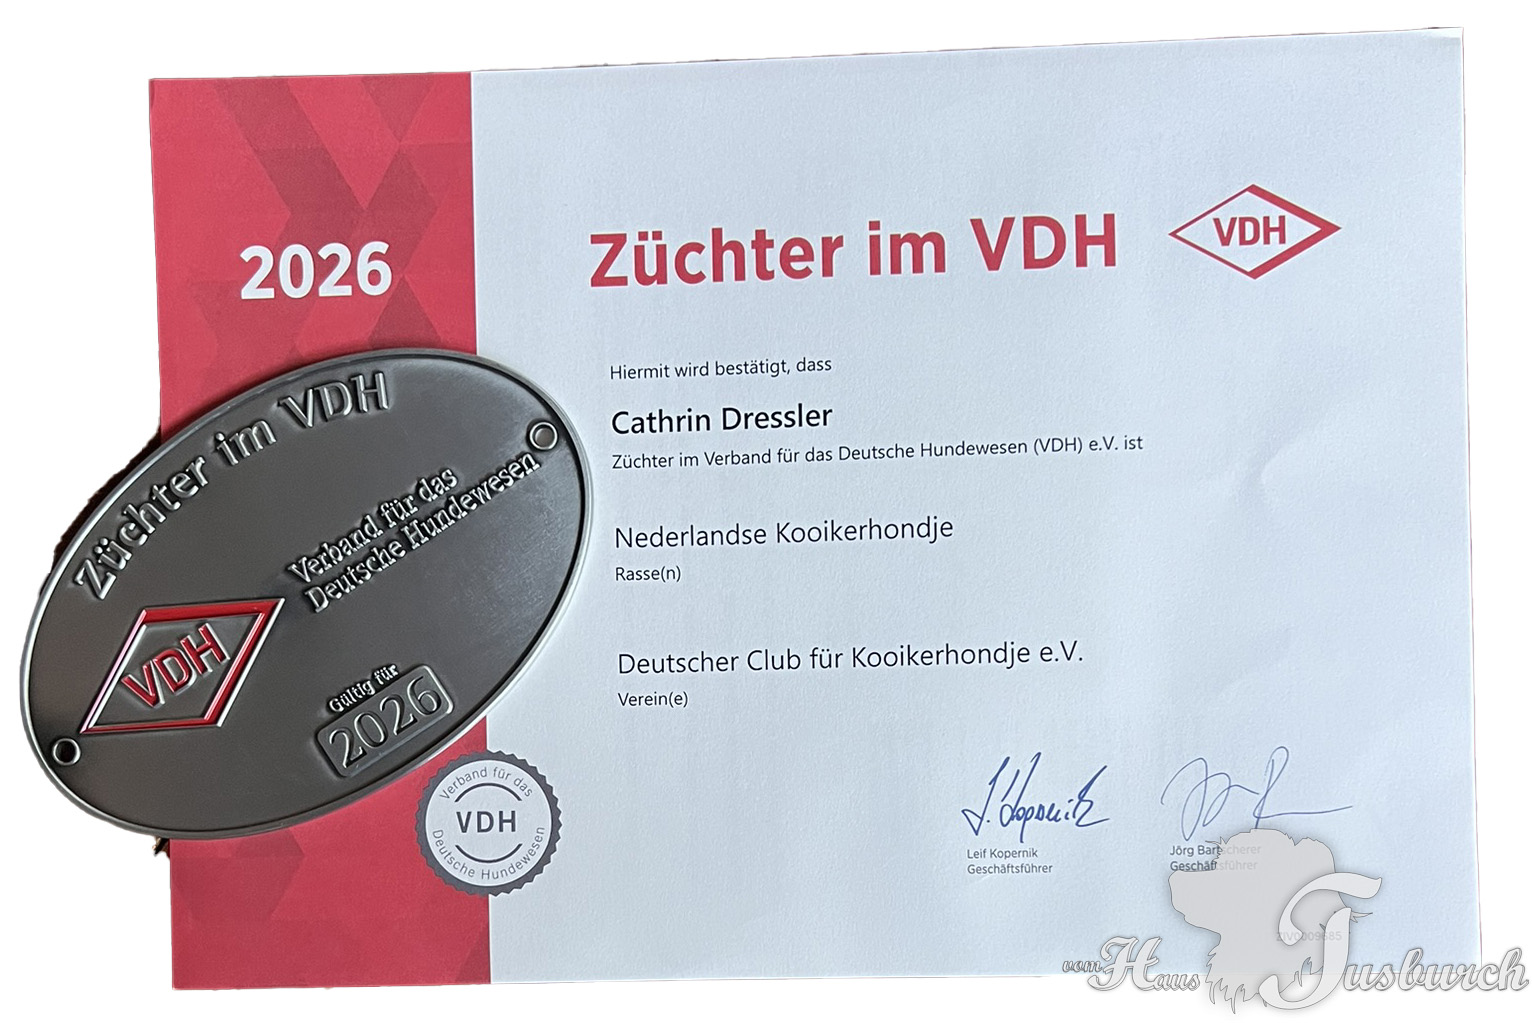 2026
Züchter im VDH
VDH
Hiermit wird bestätigt, dass
Cathrin Dressler
Züchter im Verband für das Deutsche Hundewesen (VDH) e.V. ist
Nederlandse Kooikerhondje
Rasse(n)
Deutscher Club für Kooikerhondje e.V.
Verein(e)
Leif Kopernik
Geschäftsführer
Jörg Bartscherer
Geschäftsführer
Züchter im VDH
Verband für das
Deutsche Hundewesen
VDH
Gültig für
2026
Verband für das
VDH
Deutsche Hundewesen
vom Haus Tusburch